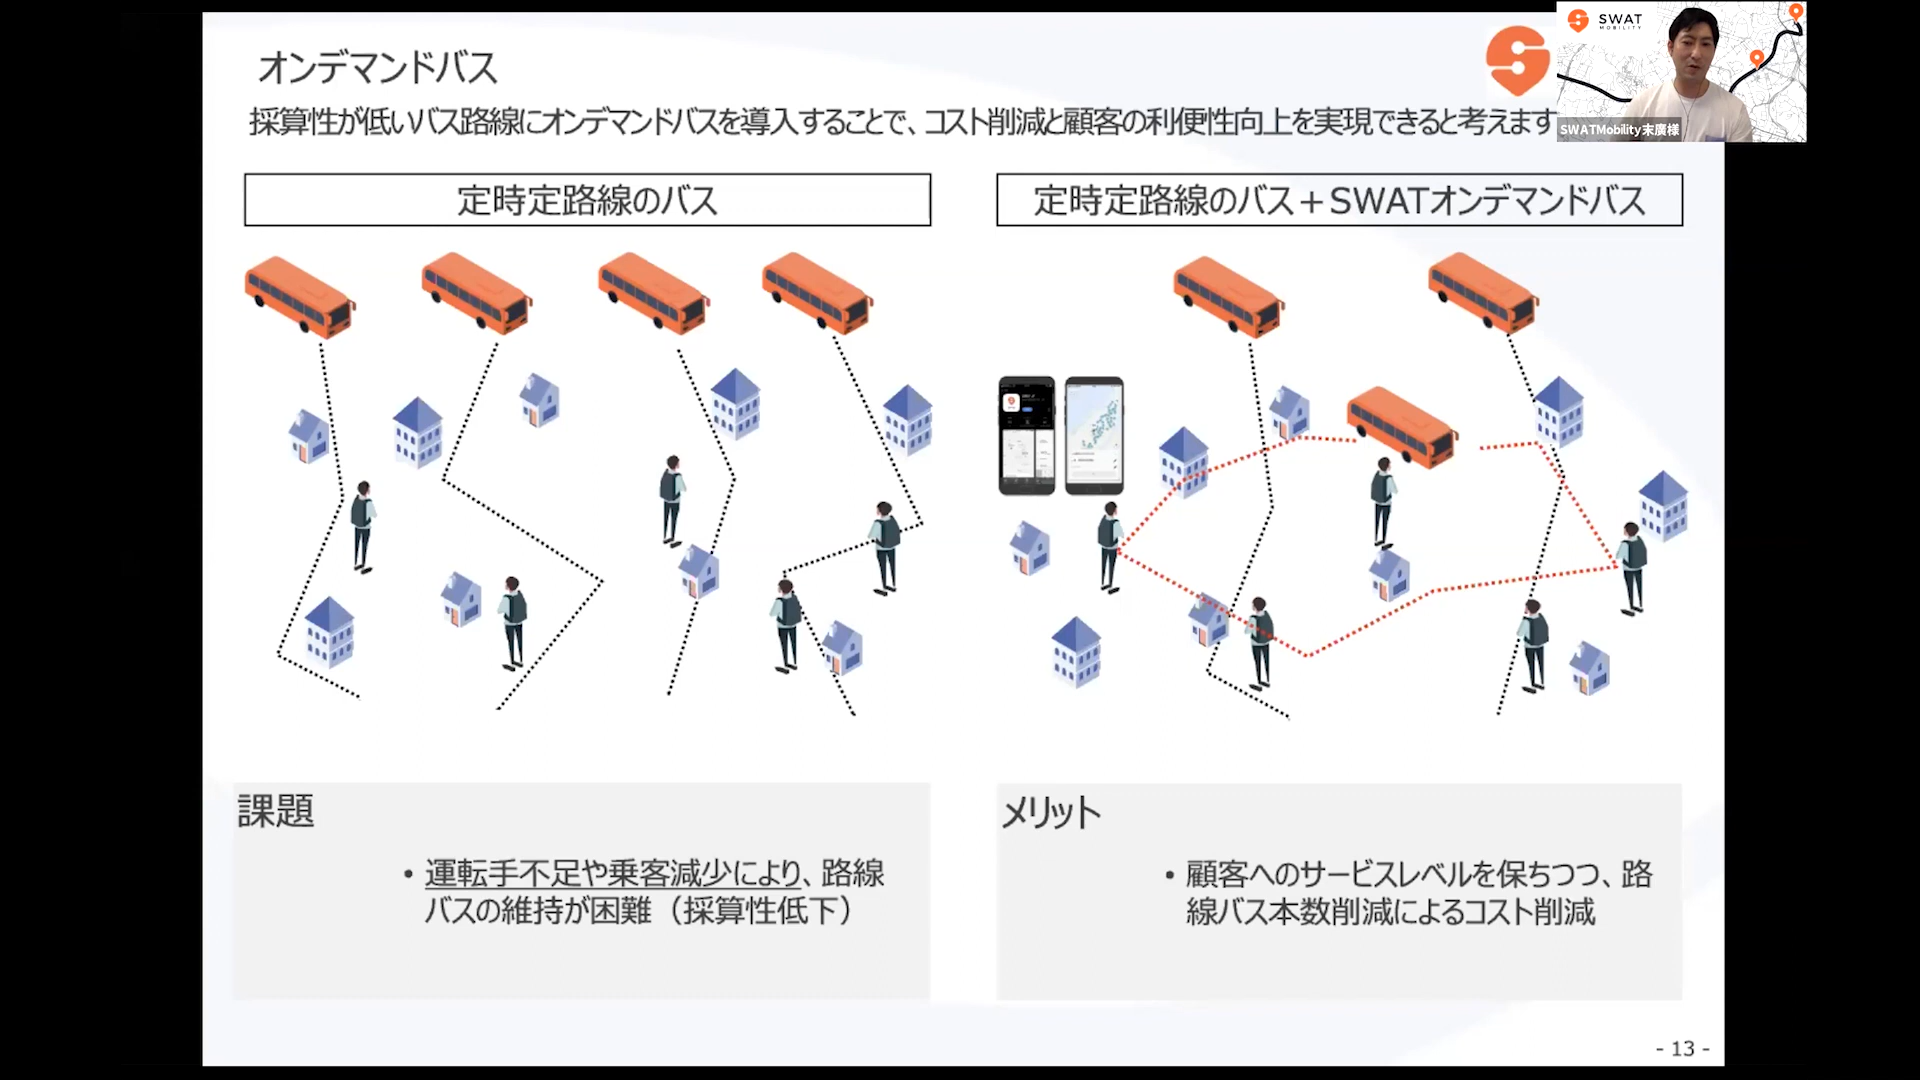 オンデマンドバス
採算性が低いバス路線にオンデマンドバスを導入することで、コスト削減と顧客の利便性向上を実現できると考えます
SWAT
MOBILITY
SWATMobility末廣様
定時定路線のバス
定時定路線のバス＋SWATオンデマンドバス
課題
• 運転手不足や乗客減少により、路線
バスの維持が困難（採算性低下）
メリット
• 顧客へのサービスレベルを保ちつつ、路
線バス本数削減によるコスト削減
- 13 -